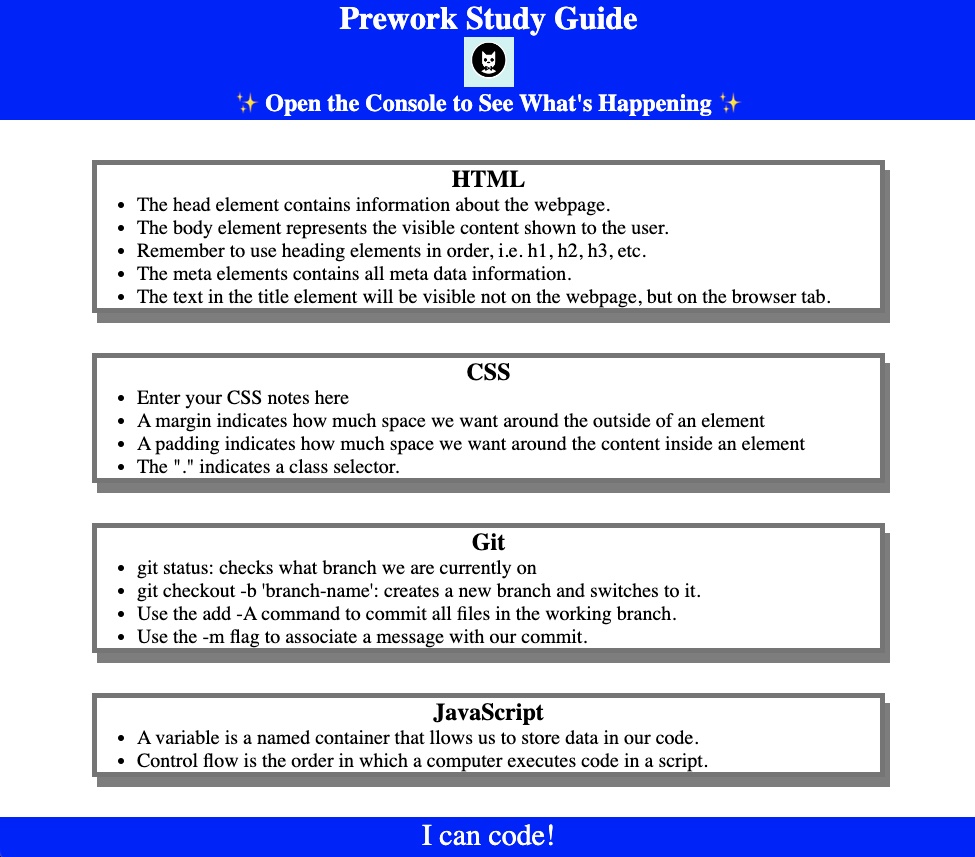 Prework Study Guide
✨ Open the Console to See What's Happening ✨
HTML
• The head element contains information about the webpage.
• The body element represents the visible content shown to the user.
• Remember to use heading elements in order, i.e. h1, h2, h3, etc.
• The meta elements contains all meta data information.
• The text in the title element will be visible not on the webpage, but on the browser tab.
CSS
• Enter your CSS notes here
• A margin indicates how much space we want around the outside of an element
• A padding indicates how much space we want around the content inside an element
• The "." indicates a class selector.
Git
• git status: checks what branch we are currently on
• git checkout -b 'branch-name': creates a new branch and switches to it.
• Use the add -A command to commit all files in the working branch.
• Use the -m flag to associate a message with our commit.
JavaScript
• A variable is a named container that llows us to store data in our code.
• Control flow is the order in which a computer executes code in a script.
I can code!